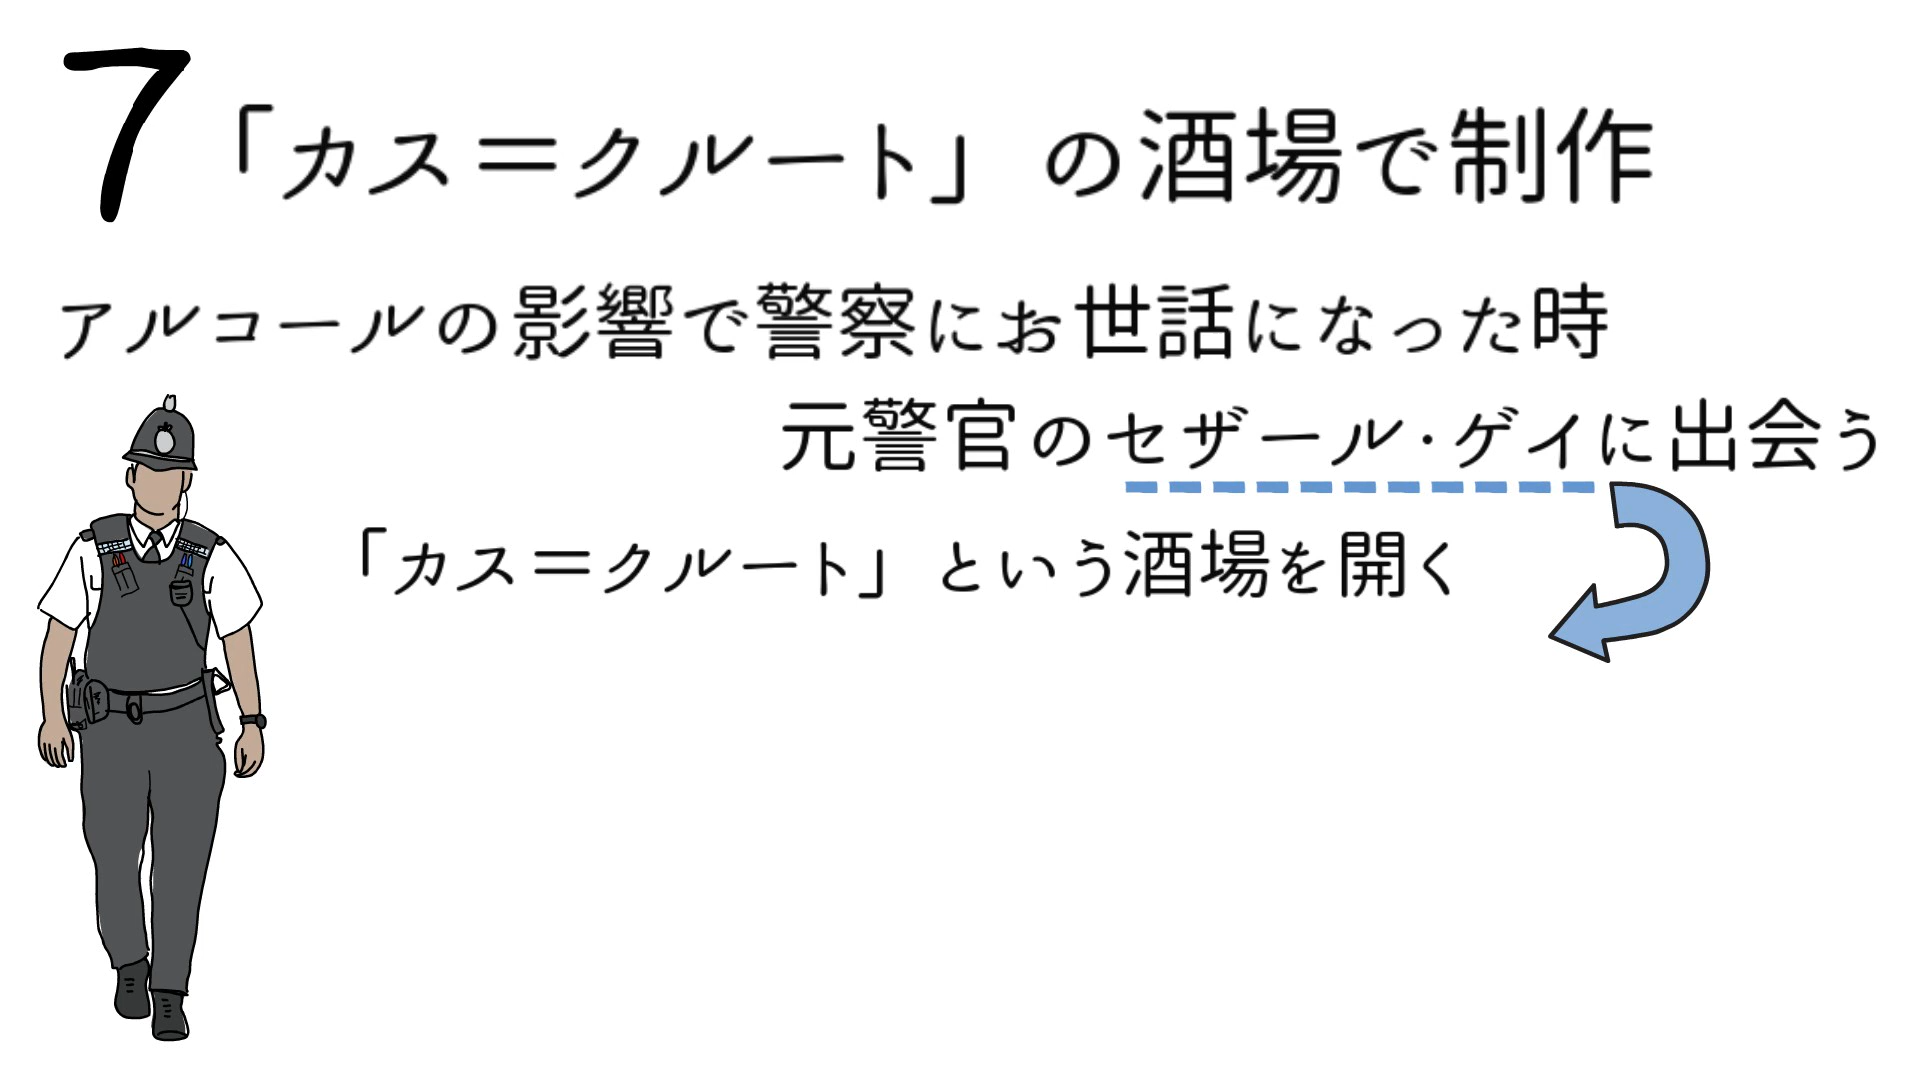 7 「カス＝クルート」の酒場で制作
アルコールの影響で警察にお世話になった時
元警官のセザール・ゲイに出会う
「カス＝クルート」という酒場を開く